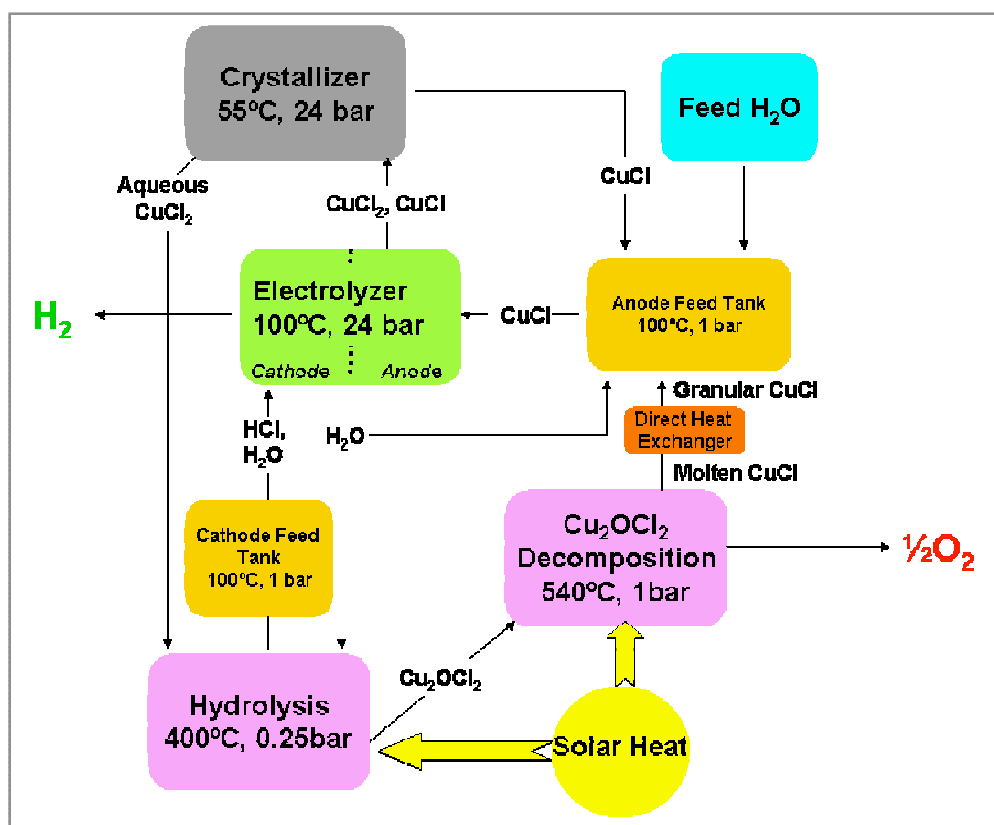 Crystallizer
55ºC, 24 bar
Feed H₂O
Aqueous
CuCl₂
CuCl₂, CuCl
CuCl
H₂
Electrolyzer
100ºC, 24 bar
Cathode Anode
CuCl
Anode Feed Tank
100ºC, 1 bar
Granular CuCl
HCl,
H₂O
H₂O
Direct Heat
Exchanger
Molten CuCl
Cathode Feed
Tank
100ºC, 1 bar
Cu₂OCl₂
Decomposition
540ºC, 1bar
½O₂
Cu₂OCl₂
Hydrolysis
400ºC, 0.25bar
Solar Heat